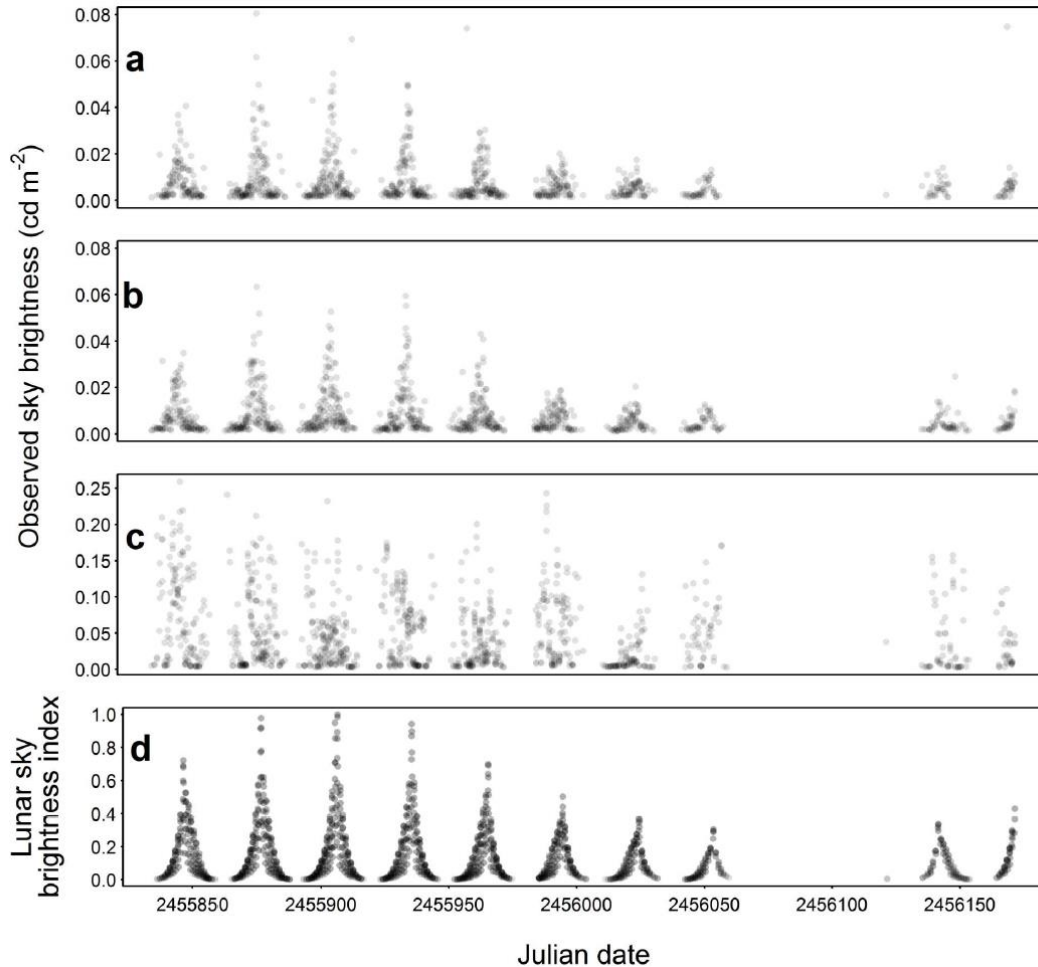 Observed sky brightness (cd m⁻²)
a
0.08
0.06
0.04
0.02
0.00
b
0.08
0.06
0.04
0.02
0.00
c
0.25
0.20
0.15
0.10
0.05
0.00
Lunar sky
brightness index
d
1.0
0.8
0.6
0.4
0.2
0.0
2455850 2455900 2455950 2456000 2456050 2456100 2456150
Julian date